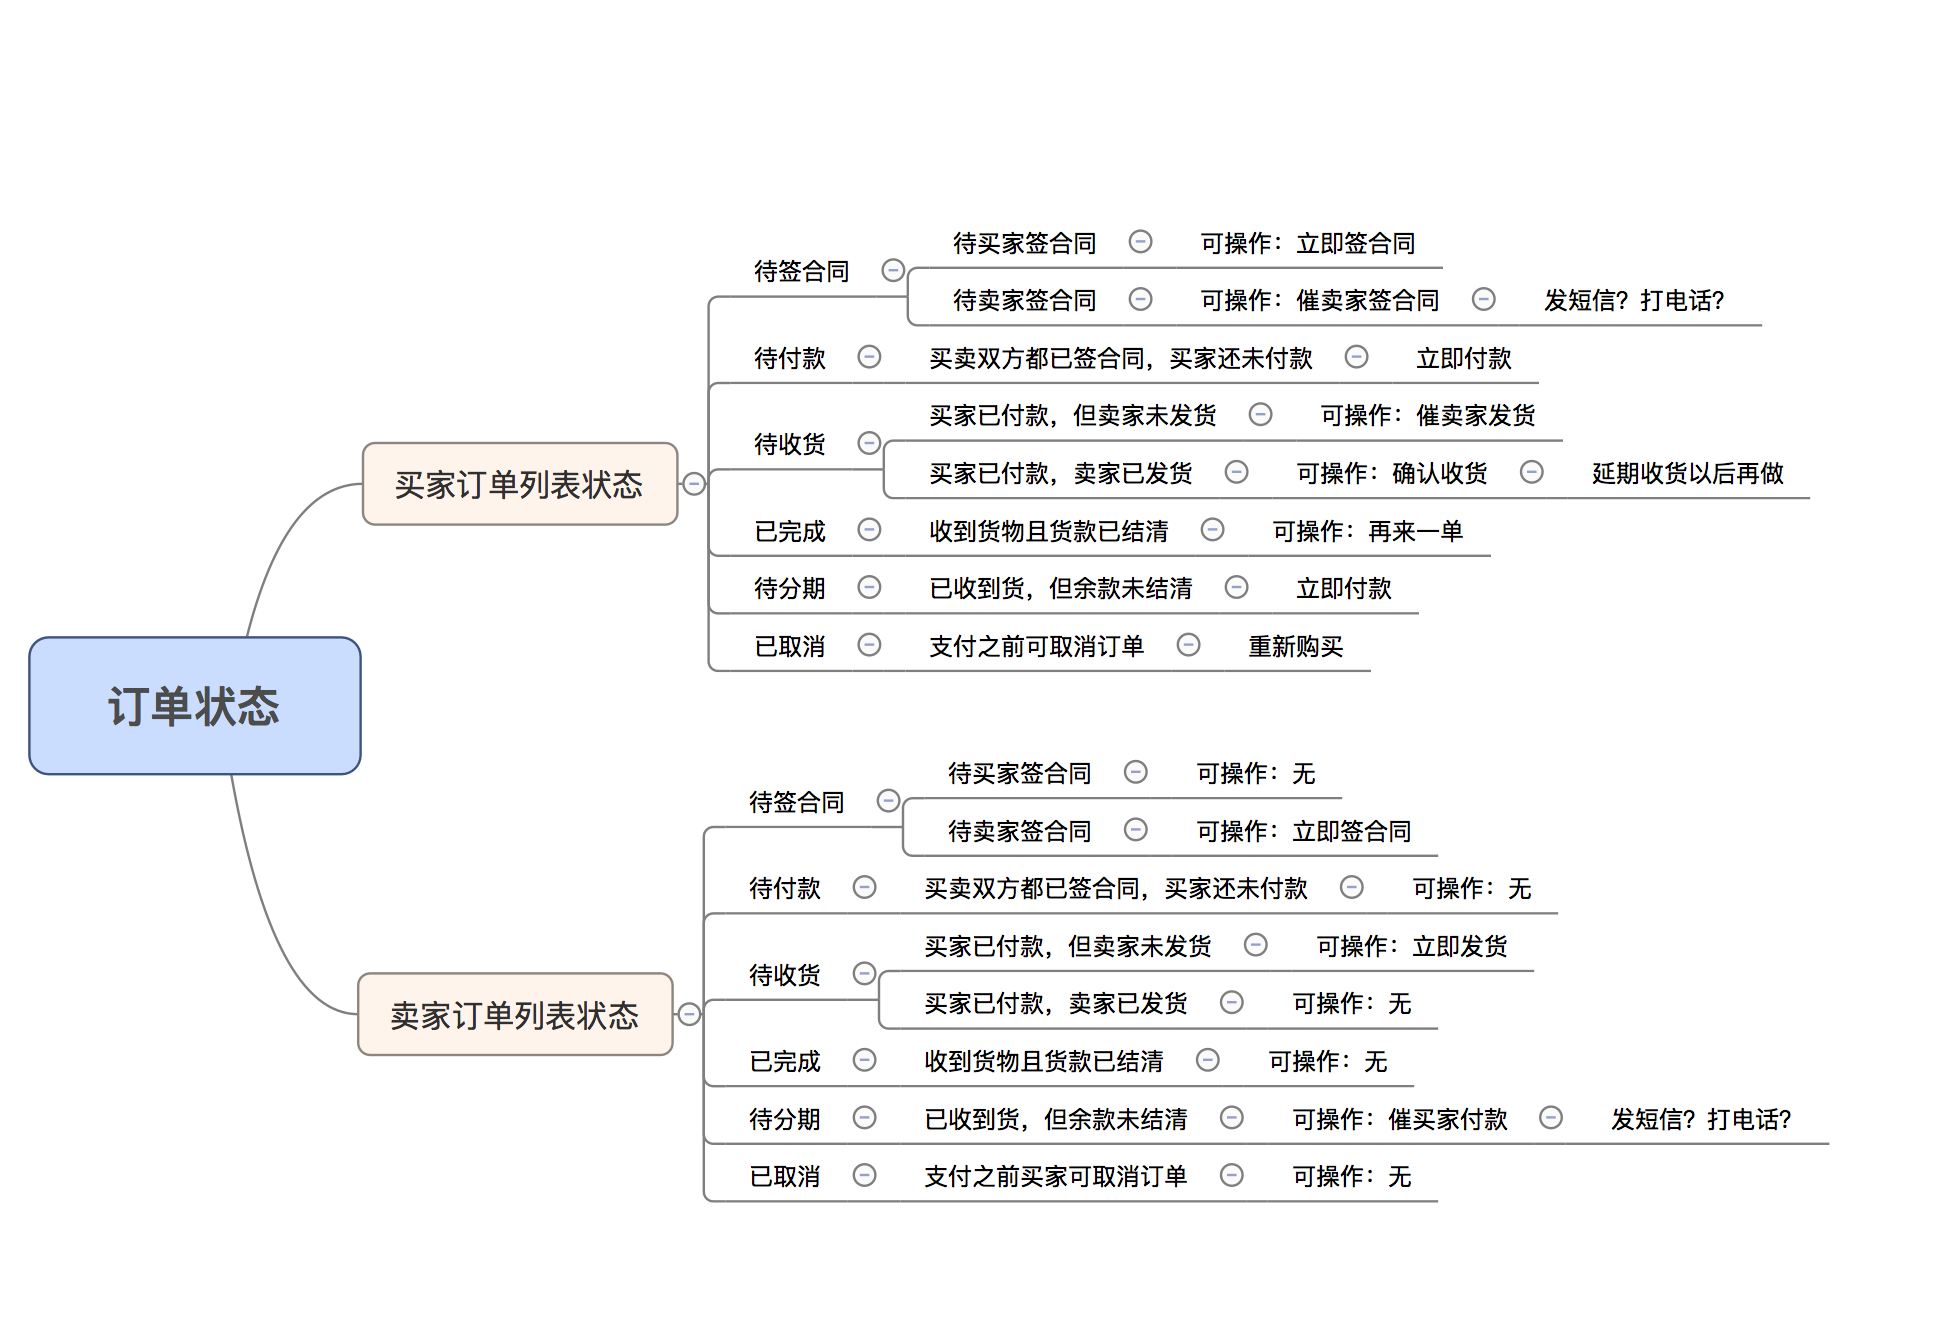 订单状态
买家订单列表状态
待签合同
待买家签合同
可操作：立即签合同
待卖家签合同
可操作：催卖家签合同
发短信？打电话？
待付款
买卖双方都已签合同，买家还未付款
立即付款
待收货
买家已付款，但卖家未发货
可操作：催卖家发货
买家已付款，卖家已发货
可操作：确认收货
延期收货以后再做
已完成
收到货物且货款已结清
可操作：再来一单
待分期
已收到货，但余款未结清
立即付款
已取消
支付之前可取消订单
重新购买
卖家订单列表状态
待签合同
待买家签合同
可操作：无
待卖家签合同
可操作：立即签合同
待付款
买卖双方都已签合同，买家还未付款
可操作：无
待收货
买家已付款，但卖家未发货
可操作：立即发货
买家已付款，卖家已发货
可操作：无
已完成
收到货物且货款已结清
可操作：无
待分期
已收到货，但余款未结清
可操作：催买家付款
发短信？打电话？
已取消
支付之前买家可取消订单
可操作：无